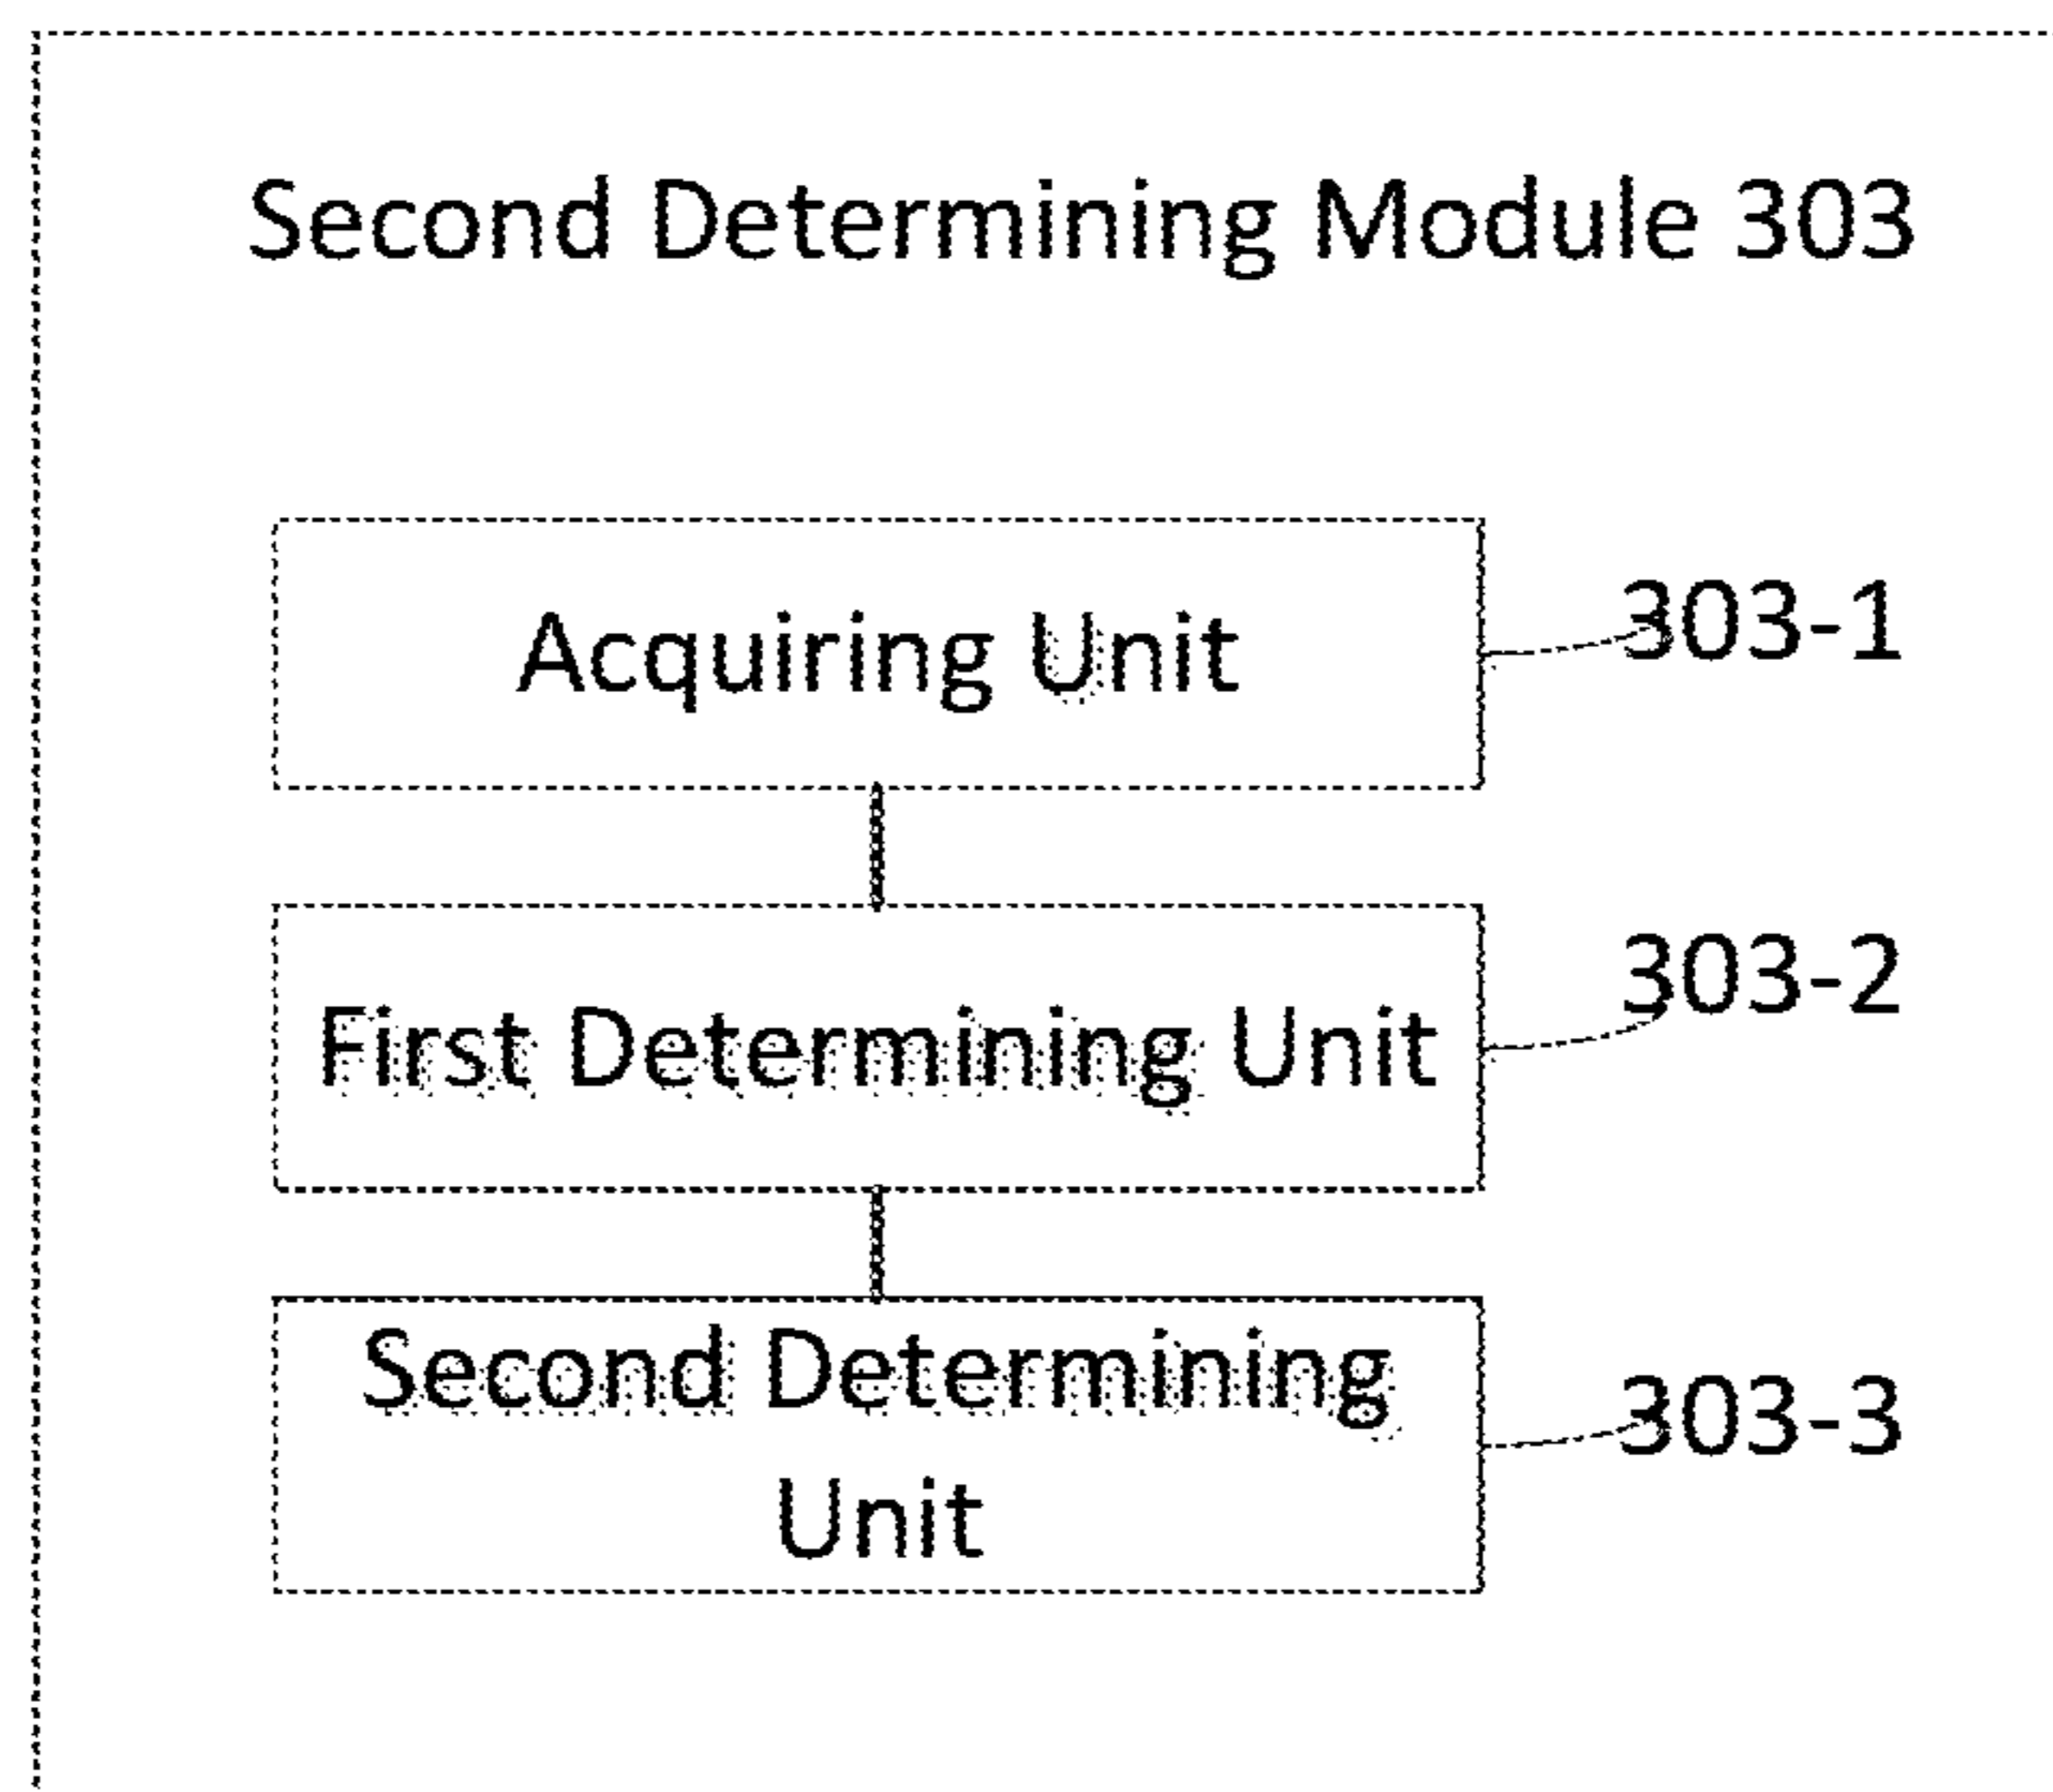 Second Determining Module 303
Acquiring Unit
303-1
First Determining Unit
303-2
Second Determining
Unit
303-3